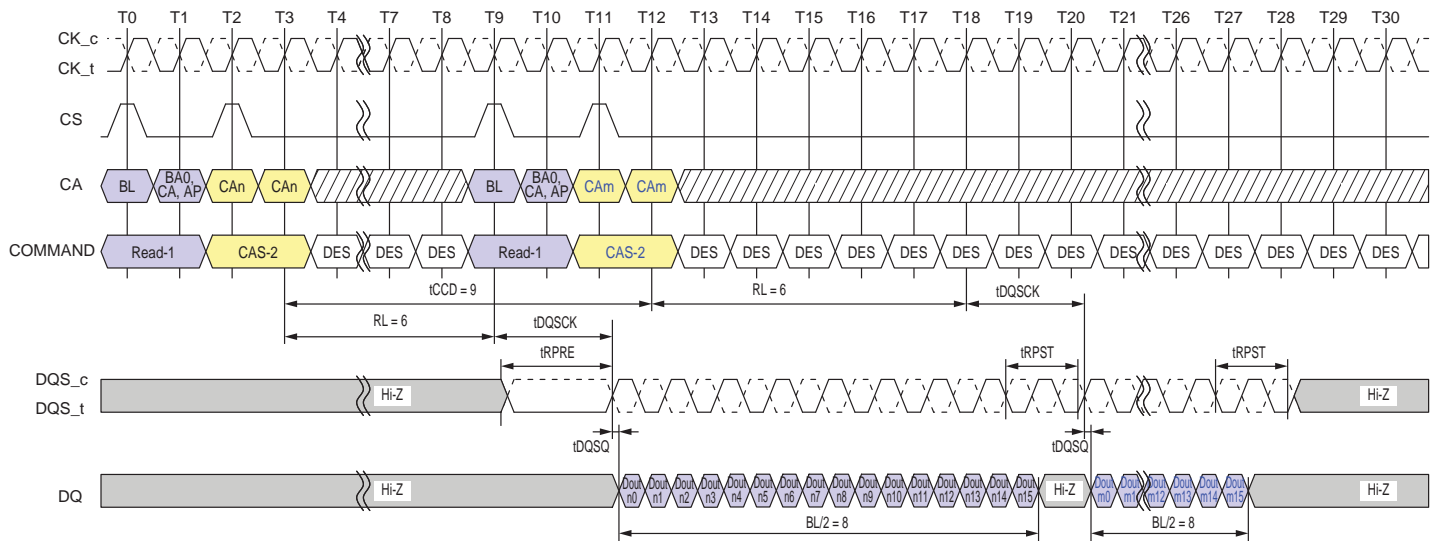 T0 T1 T2 T3 T4 T7 T8 T9 T10 T11 T12 T13 T14 T15 T16 T17 T18 T19 T20 T21 T26 T27 T28 T29 T30
CK_c
CK_t
CS
CA BL BA0, CA, AP CAn CAn BL BA0, CA, AP CAm CAm
COMMAND Read-1 CAS-2 DES DES DES Read-1 CAS-2 DES DES DES DES DES DES DES DES DES DES DES DES DES DES
tCCD = 9 RL = 6 tDQSCK
RL = 6 tDQSCK
tRPRE tRPST tRPST
DQS_c
DQS_t
Hi-Z Hi-Z
tDQSQ tDQSQ
DQ Hi-Z Dout n0 Dout n1 Dout n2 Dout n3 Dout n4 Dout n5 Dout n6 Dout n7 Dout n8 Dout n9 Dout n10 Dout n11 Dout n12 Dout n13 Dout n14 Dout n15 Hi-Z Dout m0 Dout m1 Dout m12 Dout m13 Dout m14 Dout m15 Hi-Z
BL/2 = 8 BL/2 = 8